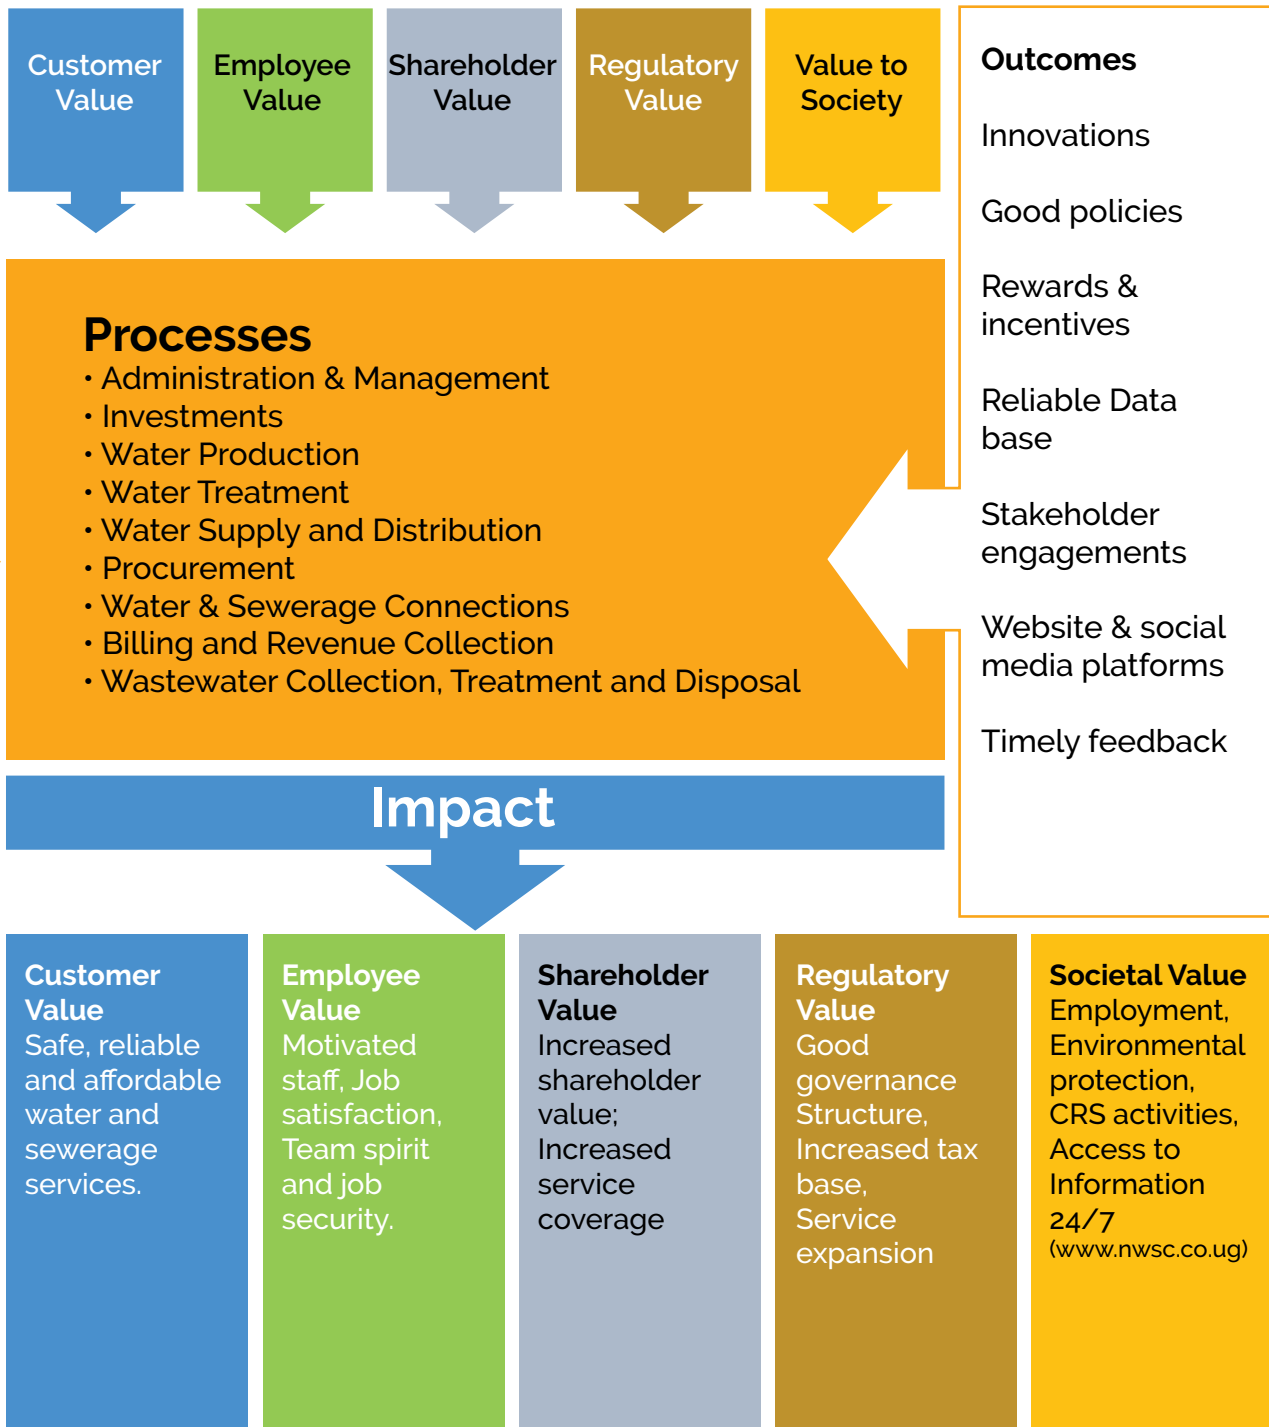 Customer
Value
Employee
Value
Shareholder
Value
Regulatory
Value
Value to
Society
Processes
• Administration & Management
• Investments
• Water Production
• Water Treatment
• Water Supply and Distribution
• Procurement
• Water & Sewerage Connections
• Billing and Revenue Collection
• Wastewater Collection, Treatment and Disposal
Outcomes
Innovations
Good policies
Rewards &
incentives
Reliable Data
base
Stakeholder
engagements
Website & social
media platforms
Timely feedback
Impact
Customer
Value
Safe, reliable
and affordable
water and
sewerage
services.
Employee
Value
Motivated
staff, Job
satisfaction,
Team spirit
and job
security.
Shareholder
Value
Increased
shareholder
value;
Increased
service
coverage
Regulatory
Value
Good
governance
Structure,
Increased tax
base,
Service
expansion
Societal Value
Employment,
Environmental
protection,
CRS activities,
Access to
Information
24/7
(www.nwsc.co.ug)